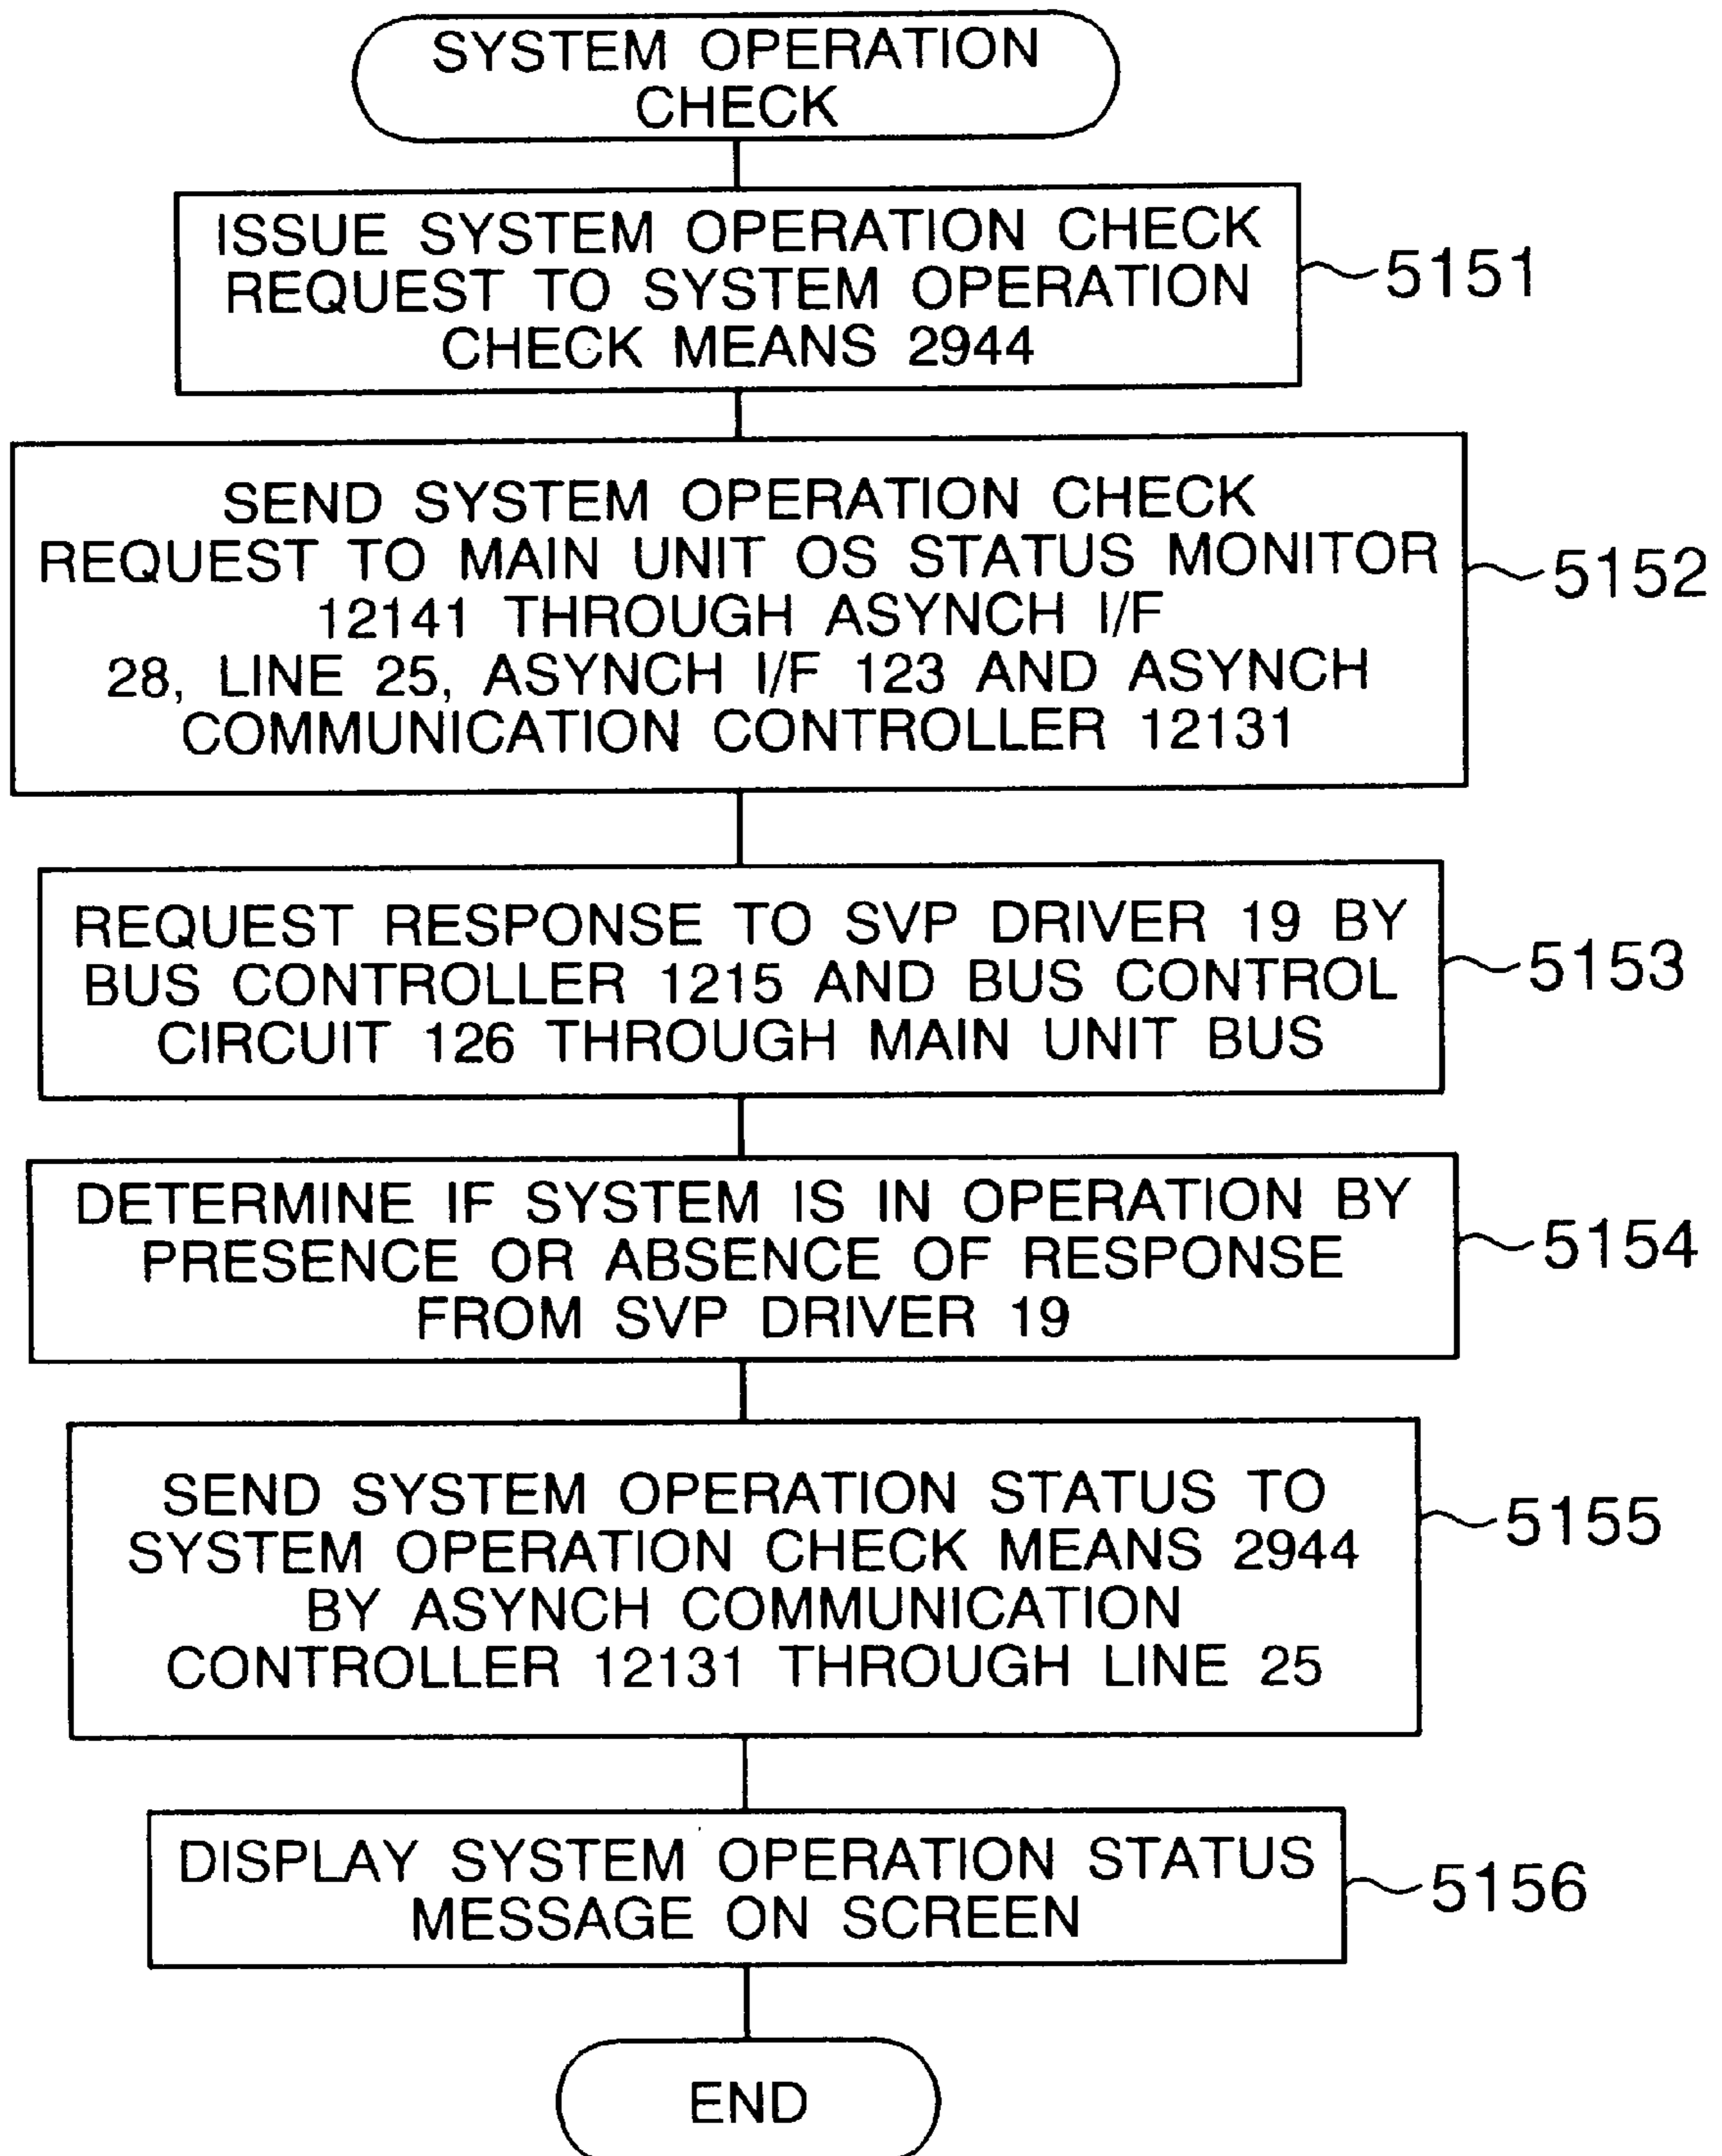 SYSTEM OPERATION
CHECK
ISSUE SYSTEM OPERATION CHECK
REQUEST TO SYSTEM OPERATION
CHECK MEANS 2944
5151
SEND SYSTEM OPERATION CHECK
REQUEST TO MAIN UNIT OS STATUS MONITOR
12141 THROUGH ASYNCH I/F
28, LINE 25, ASYNCH I/F 123 AND ASYNCH
COMMUNICATION CONTROLLER 12131
5152
REQUEST RESPONSE TO SVP DRIVER 19 BY
BUS CONTROLLER 1215 AND BUS CONTROL
CIRCUIT 126 THROUGH MAIN UNIT BUS
5153
DETERMINE IF SYSTEM IS IN OPERATION BY
PRESENCE OR ABSENCE OF RESPONSE
FROM SVP DRIVER 19
5154
SEND SYSTEM OPERATION STATUS TO
SYSTEM OPERATION CHECK MEANS 2944
BY ASYNCH COMMUNICATION
CONTROLLER 12131 THROUGH LINE 25
5155
DISPLAY SYSTEM OPERATION STATUS
MESSAGE ON SCREEN
5156
END